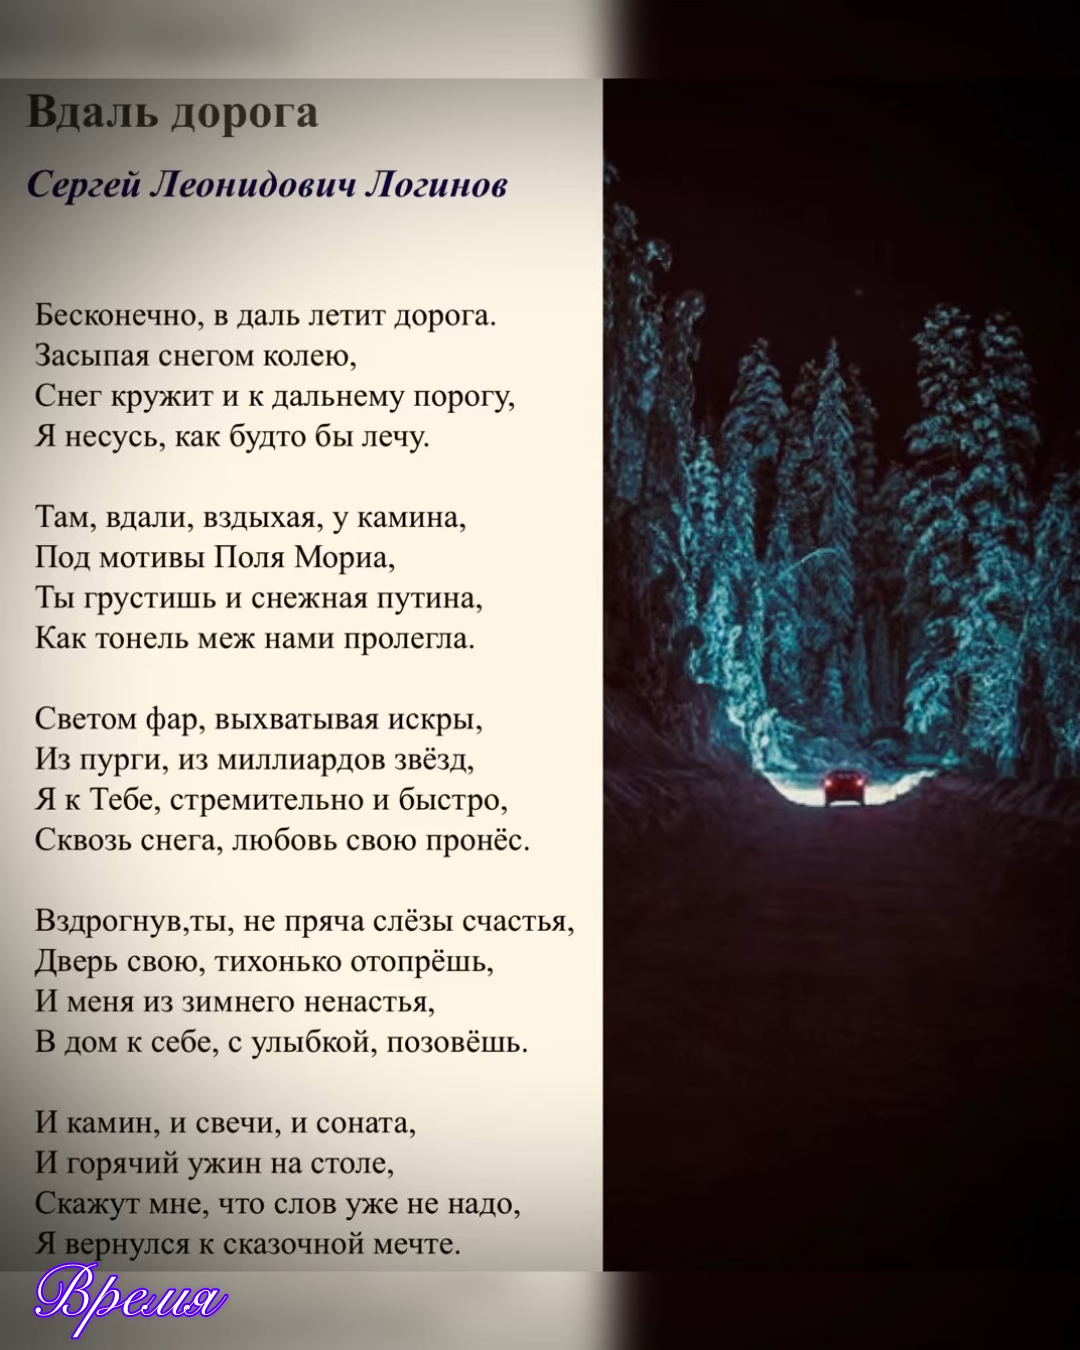 Вдаль дорога
Сергей Леонидович Логинов
Бесконечно, в даль летит дорога.
Засыпая снегом колею,
Снег кружит и к дальнему порогу,
Я несусь, как будто бы лечу.
Там, вдали, вздыхая, у камина,
Под мотивы Поля Мориа,
Ты грустишь и снежная путина,
Как тонель меж нами пролегла.
Светом фар, выхватывая искры,
Из пурги, из миллиардов звёзд,
Я к Тебе, стремительно и быстро,
Сквозь снега, любовь свою пронёс.
Вздрогнув,ты, не пряча слёзы счастья,
Дверь свою, тихонько отопрёшь,
И меня из зимнего ненастья,
В дом к себе, с улыбкой, позовёшь.
И камин, и свечи, и соната,
И горячий ужин на столе,
Скажут мне, что слов уже не надо,
Я вернулся к сказочной мечте.
Время